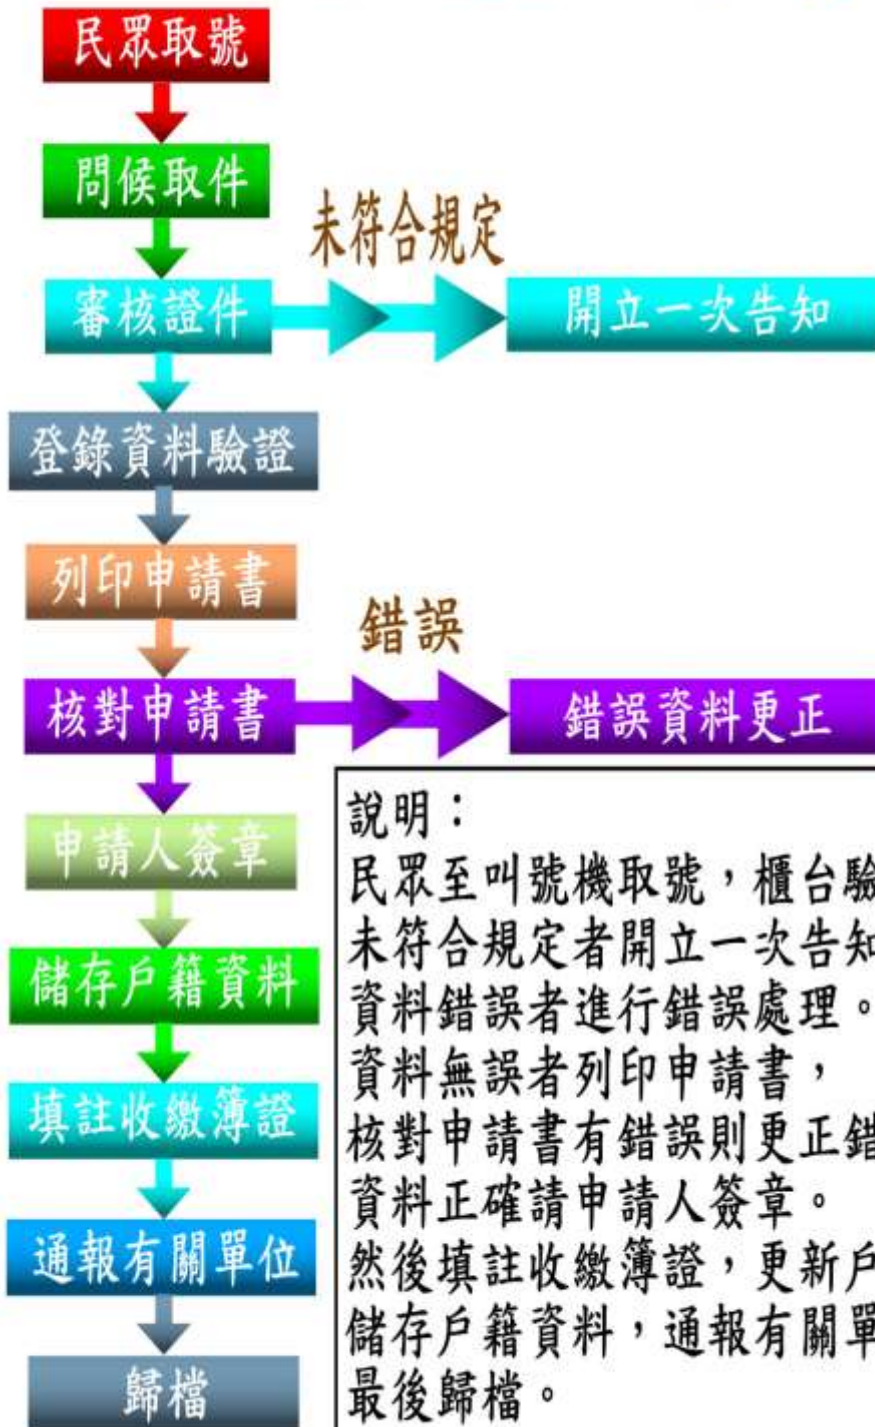 民眾取號
問候取件
未符合規定
審核證件
開立一次告知
登錄資料驗證
列印申請書
錯誤
核對申請書
錯誤資料更正
申請人簽章
儲存戶籍資料
填註收繳簿證
通報有關單位
歸檔
說明：
民眾至叫號機取號，櫃台驗
未符合規定者開立一次告知
資料錯誤者進行錯誤處理。
資料無誤者列印申請書，
核對申請書有錯誤則更正錯
資料正確請申請人簽章。
然後填註收繳簿證，更新戶
儲存戶籍資料，通報有關單
最後歸檔。